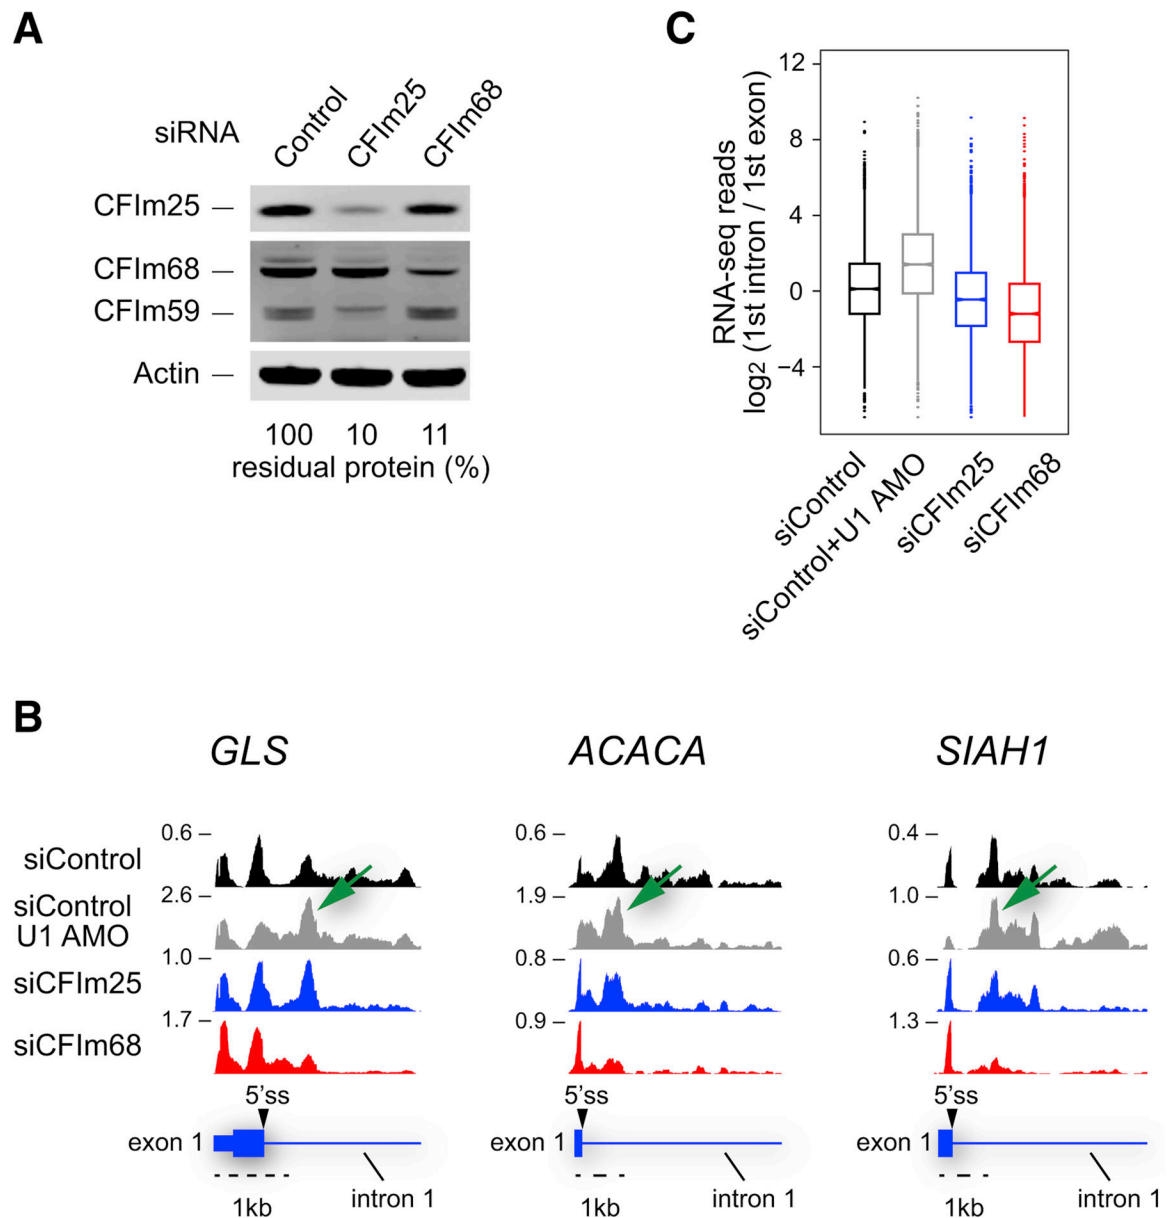 A
siRNA
Control
CFIm25
CFIm68
CFIm25
CFIm68
CFIm59
Actin
100 10 11
residual protein (%)
C
RNA-seq reads
log2 (1st intron / 1st exon)
12
8
4
0
−4
siControl
siControl+U1 AMO
siCFIm25
siCFIm68
B
GLS ACACA SIAH1
siControl 0.6 0.6 0.4
siControl
U1 AMO 2.6 1.9 1.0
siCFIm25 1.0 0.8 0.6
siCFIm68 1.7 0.9 1.3
5'ss 5'ss 5'ss
exon 1 exon 1 exon 1
1kb intron 1 1kb intron 1 1kb intron 1